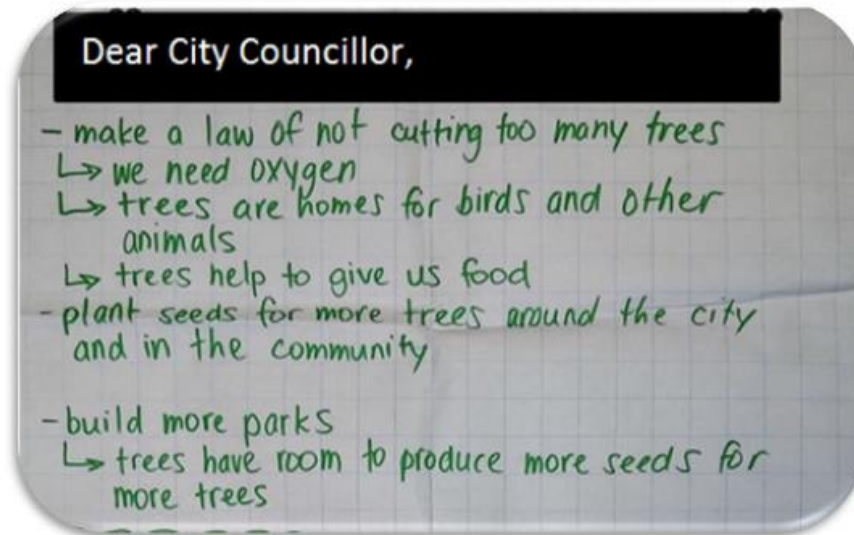 Dear City Councillor,
- make a law of not cutting too many trees
↳ we need oxygen
↳ trees are homes for birds and other
animals
↳ trees help to give us food
- plant seeds for more trees around the city
and in the community
- build more parks
↳ trees have room to produce more seeds for
more trees